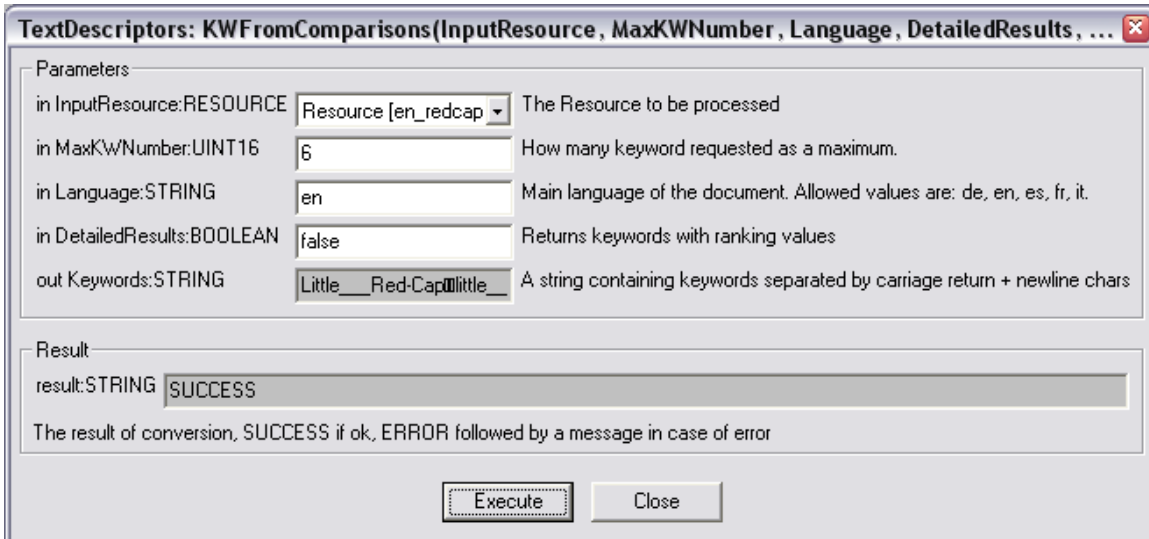 TextDescriptors: KWFromComparisons(InputResource, MaxKWNumber, Language, DetailedResults, ...
Parameters
in InputResource:RESOURCE Resource [en_redcap The Resource to be processed
in MaxKWNumber:UINT16 6 How many keyword requested as a maximum.
in Language:STRING en Main language of the document. Allowed values are: de, en, es, fr, it.
in DetailedResults:BOOLEAN false Returns keywords with ranking values
out Keywords:STRING Little___Red-Cap▯▯little__ A string containing keywords separated by carriage return + newline chars
Result
result:STRING SUCCESS
The result of conversion, SUCCESS if ok, ERROR followed by a message in case of error
Execute Close